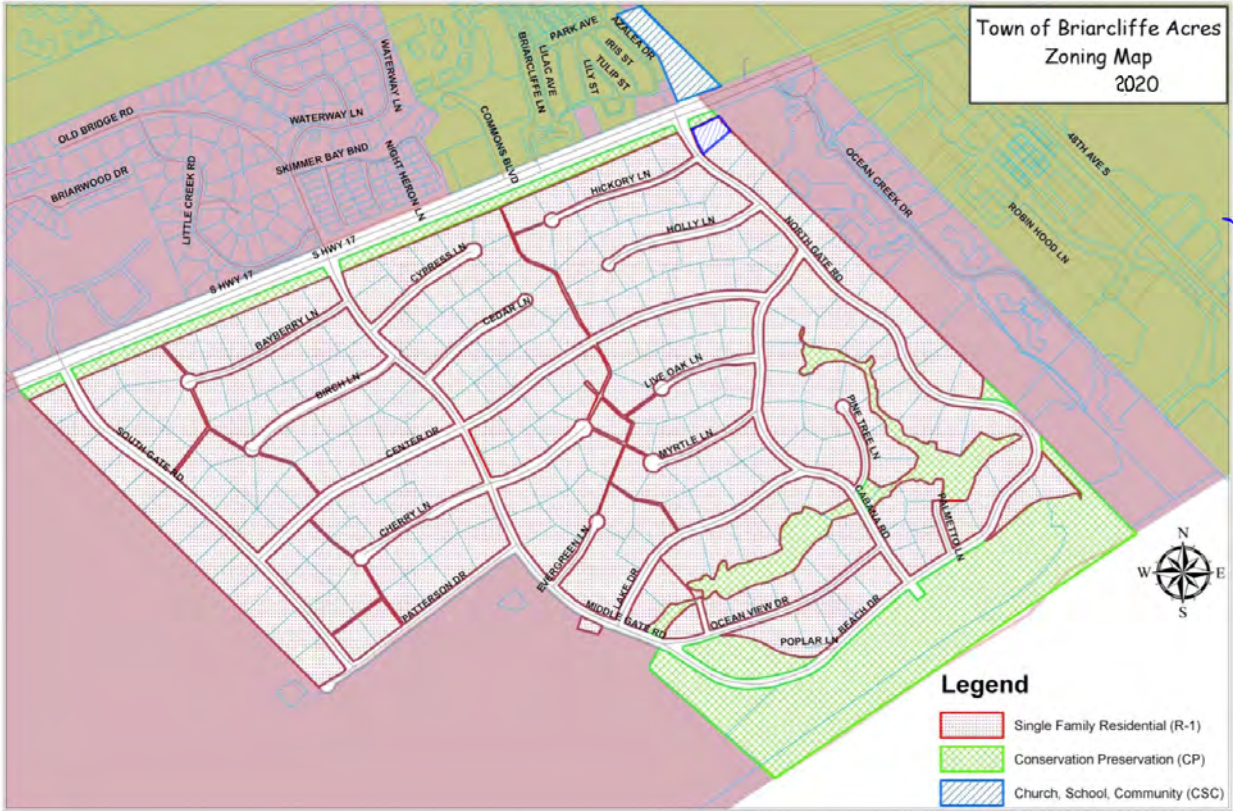 Town of Briarcliffe Acres
Zoning Map
2020
PARK AVE
AZALEA DR
IRIS ST
TULIP ST
LILY ST
LILAC AVE
BRIARCLIFFE LN
WATERWAY LN
WATERWAY LN
OLD BRIDGE RD
COMMONS BLVD
SKIMMER BAY BND
NIGHT HERON LN
BRIARWOOD DR
LITTLE CREEK RD
48TH AVE S
OCEAN CREEK DR
ROBIN HOOD LN
S HWY 17
S HWY 17
HICKORY LN
HOLLY LN
NORTH GATE RD
CYPRESS LN
CEDAR LN
BAYBERRY LN
BIRCH LN
LIVE OAK LN
PINE TREE LN
MYRTLE LN
CENTER DR
SOUTH GATE RD
CHERRY LN
CABANA RD
PALMETTO LN
EVERGREEN LN
LAKE DR
PATTERSON DR
MIDDLE GATE RD
OCEAN VIEW DR
BEACH DR
POPLAR LN
N
W
E
S
Legend
Single Family Residential (R-1)
Conservation Preservation (CP)
Church, School, Community (CSC)